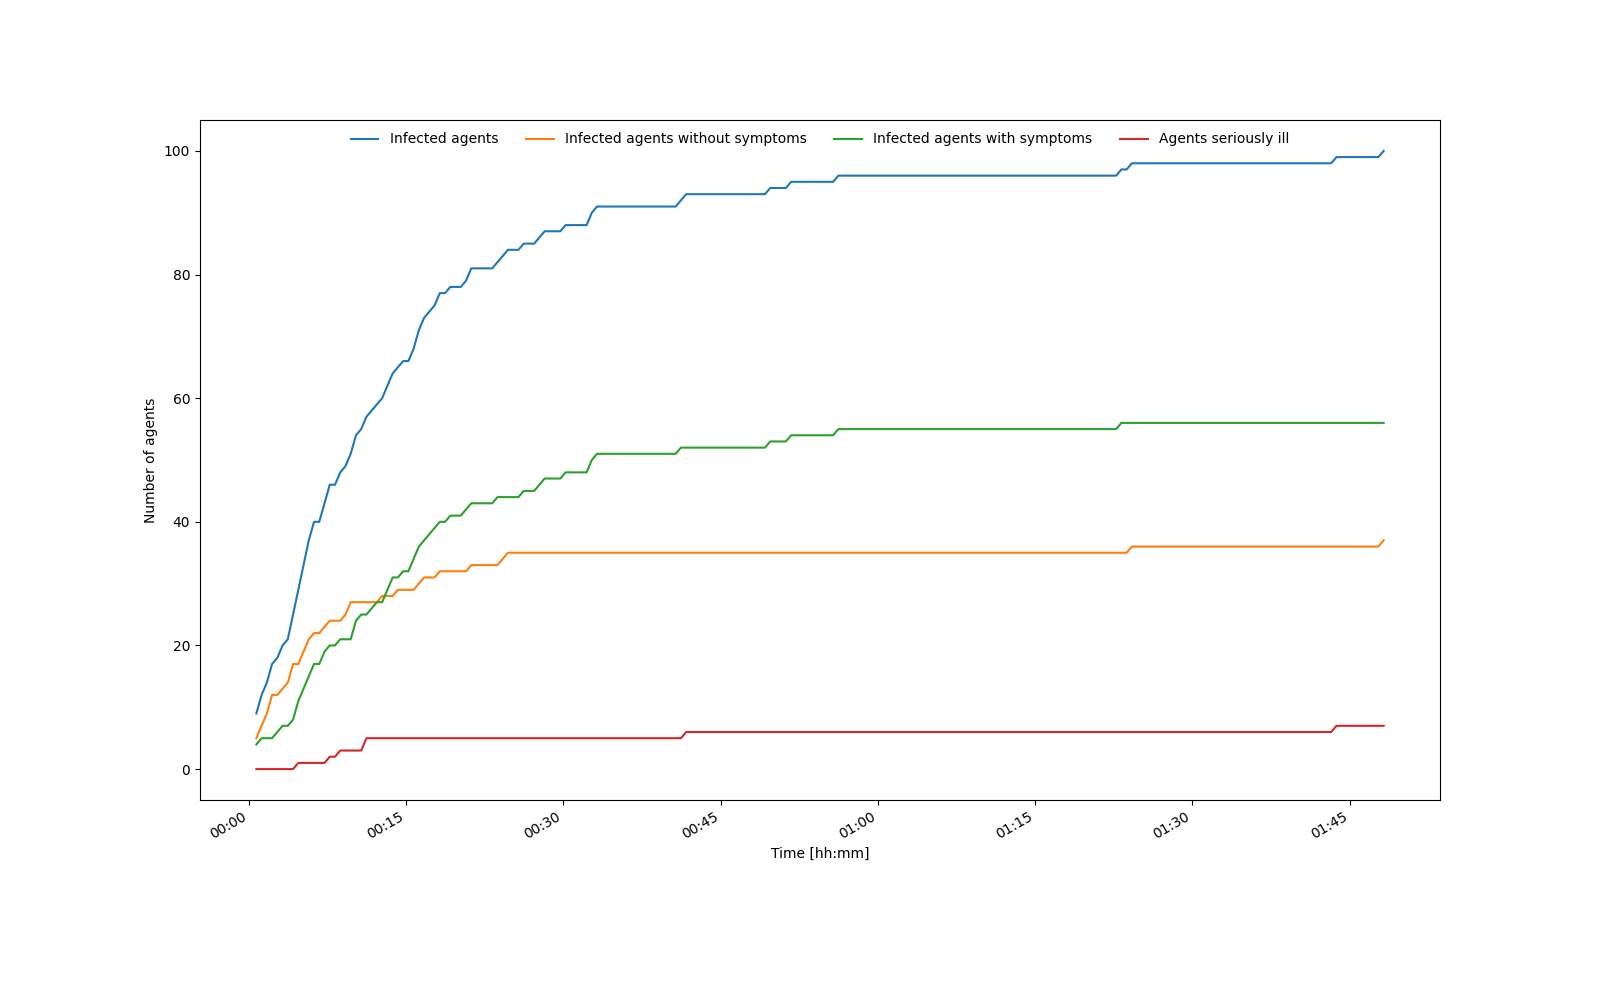 Infected agents Infected agents without symptoms Infected agents with symptoms Agents seriously ill
100
80
60
40
20
0
Number of agents
00:00 00:15 00:30 00:45 01:00 01:15 01:30 01:45
Time [hh:mm]